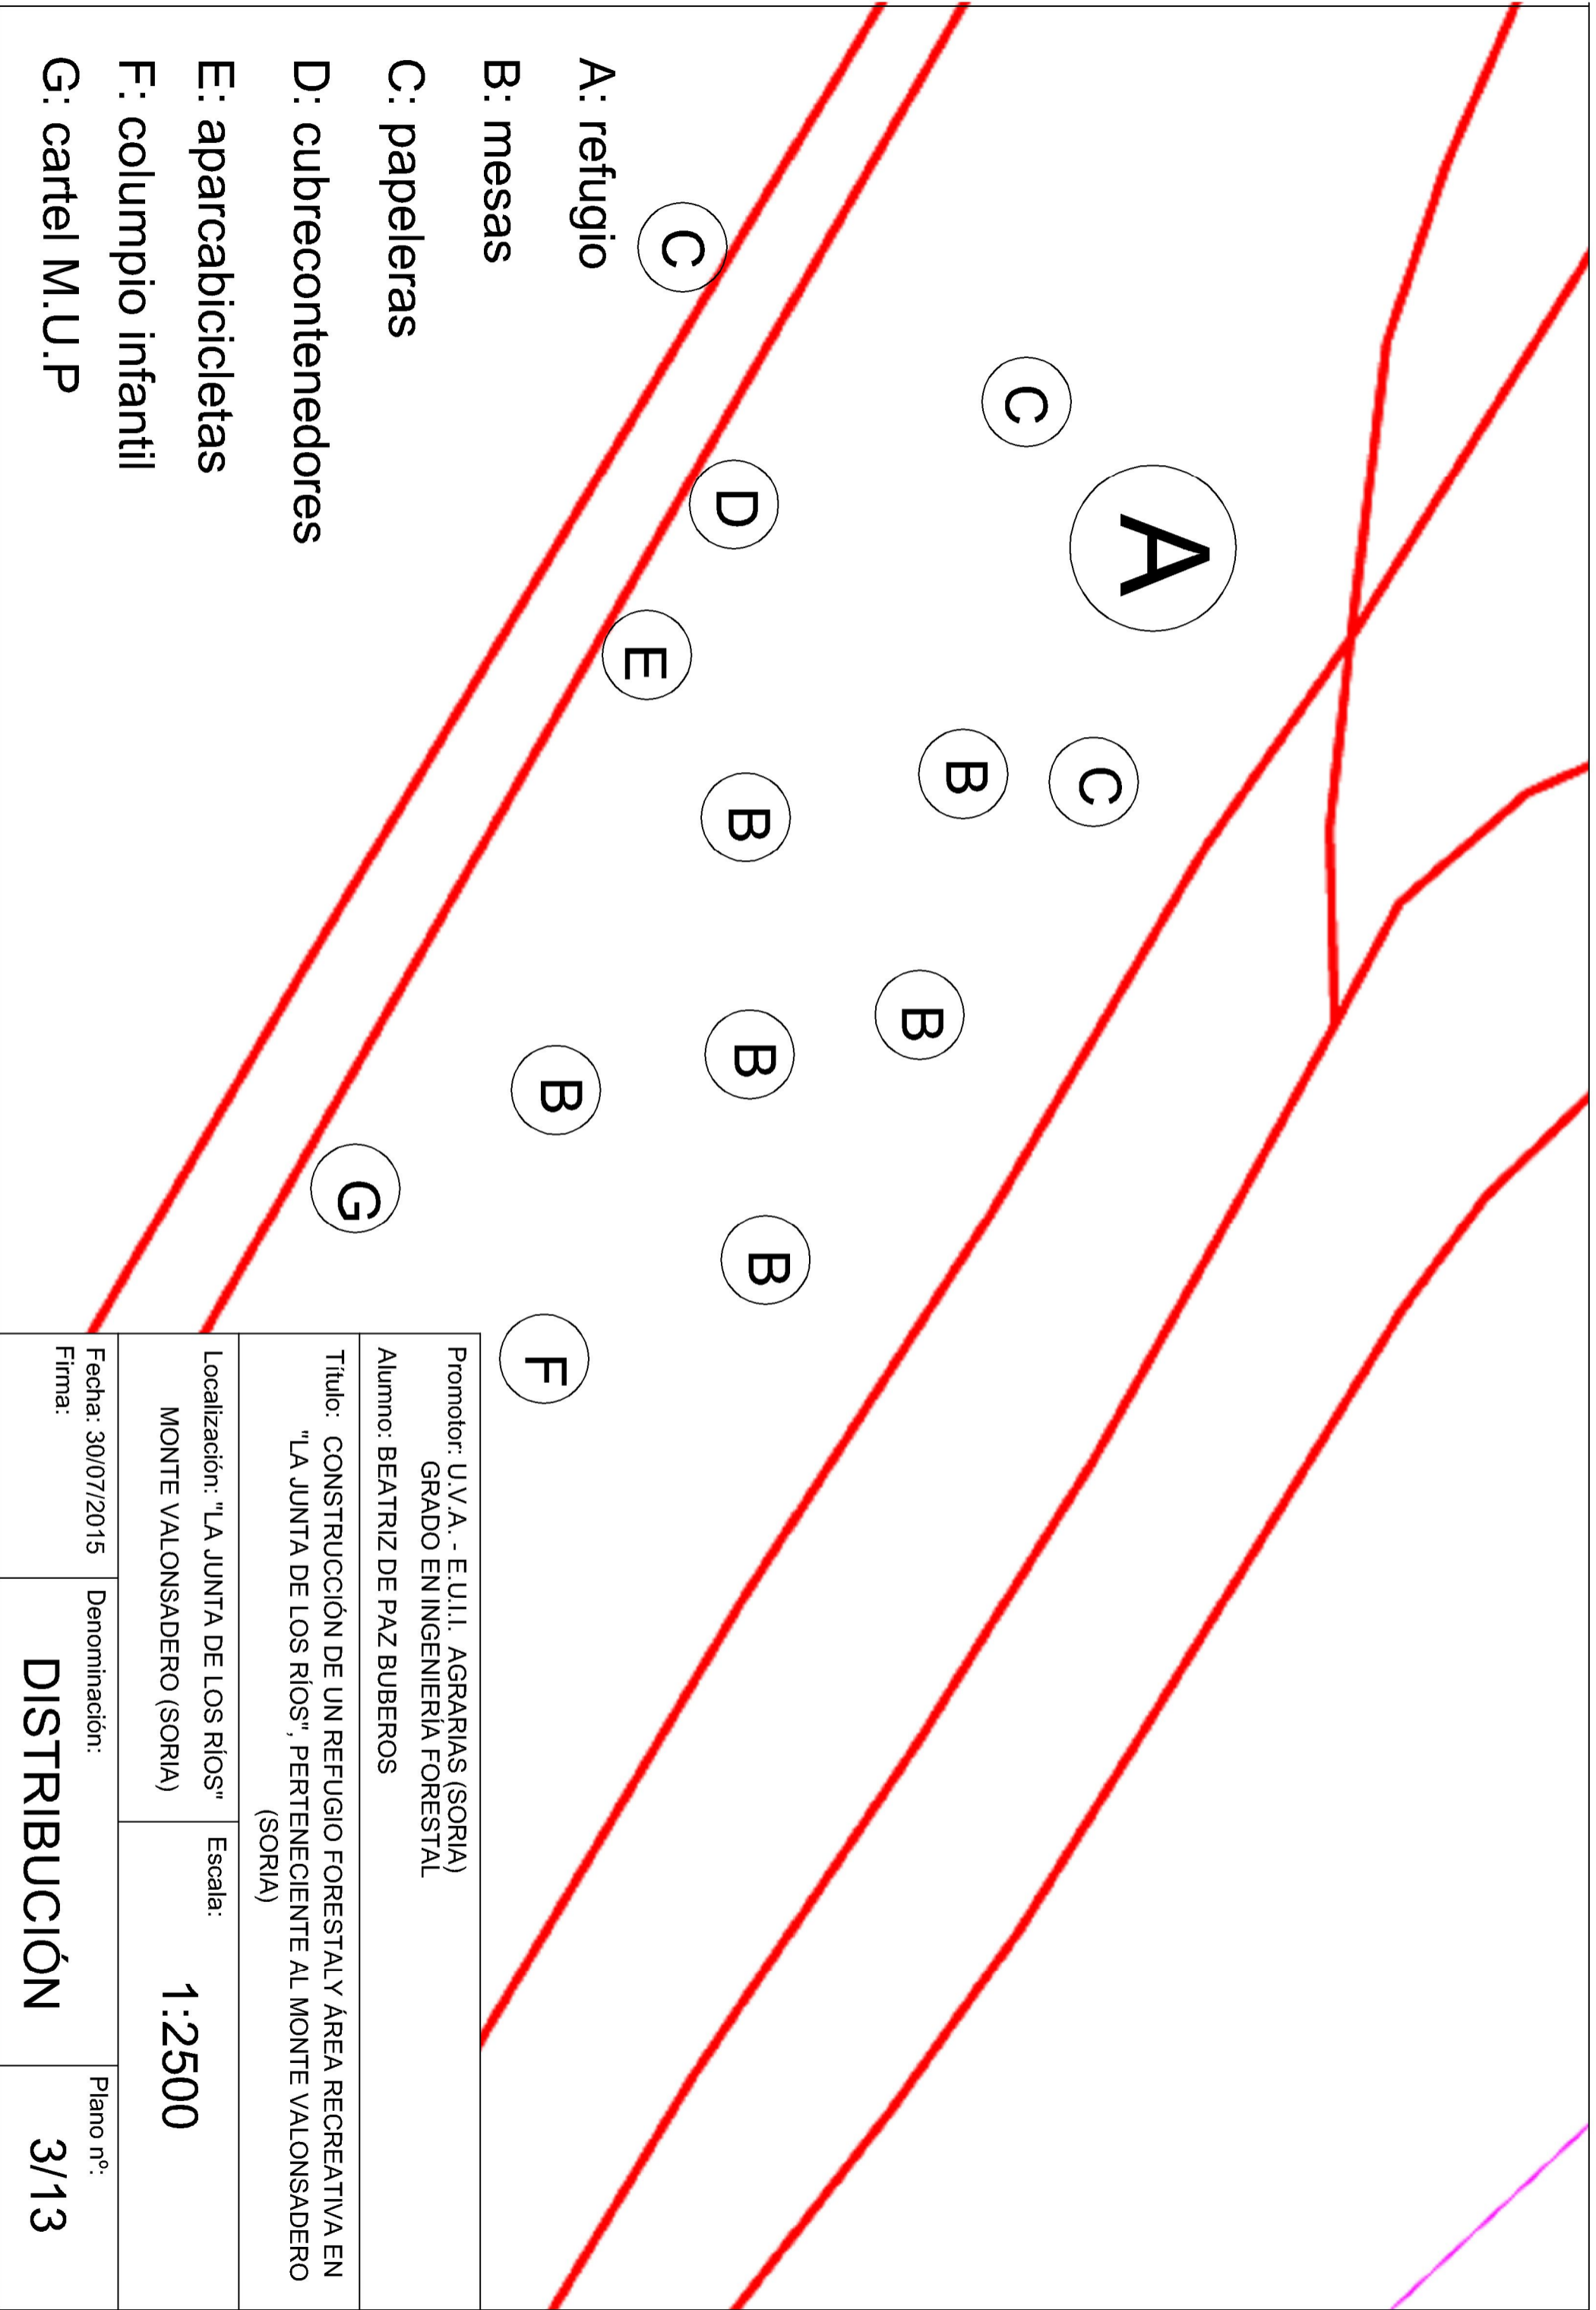 A
C
C
B
B
B
B
B
B
C
D
E
F
G
A: refugio
B: mesas
C: papeleras
D: cubrecontenedores
E: aparcabicicletas
F: columpio infantil
G: cartel M.U.P
Promotor: U.V.A. - E.U.I.I. AGRARIAS (SORIA)
GRADO EN INGENIERÍA FORESTAL
Alumno: BEATRIZ DE PAZ BUBEROS
Título: CONSTRUCCIÓN DE UN REFUGIO FORESTAL Y ÁREA RECREATIVA EN
"LA JUNTA DE LOS RÍOS", PERTENECIENTE AL MONTE VALONSADERO
(SORIA)
Localización: "LA JUNTA DE LOS RÍOS"
MONTE VALONSADERO (SORIA)
Escala:
1:2500
Fecha: 30/07/2015
Firma:
Denominación:
DISTRIBUCIÓN
Plano nº:
3/13